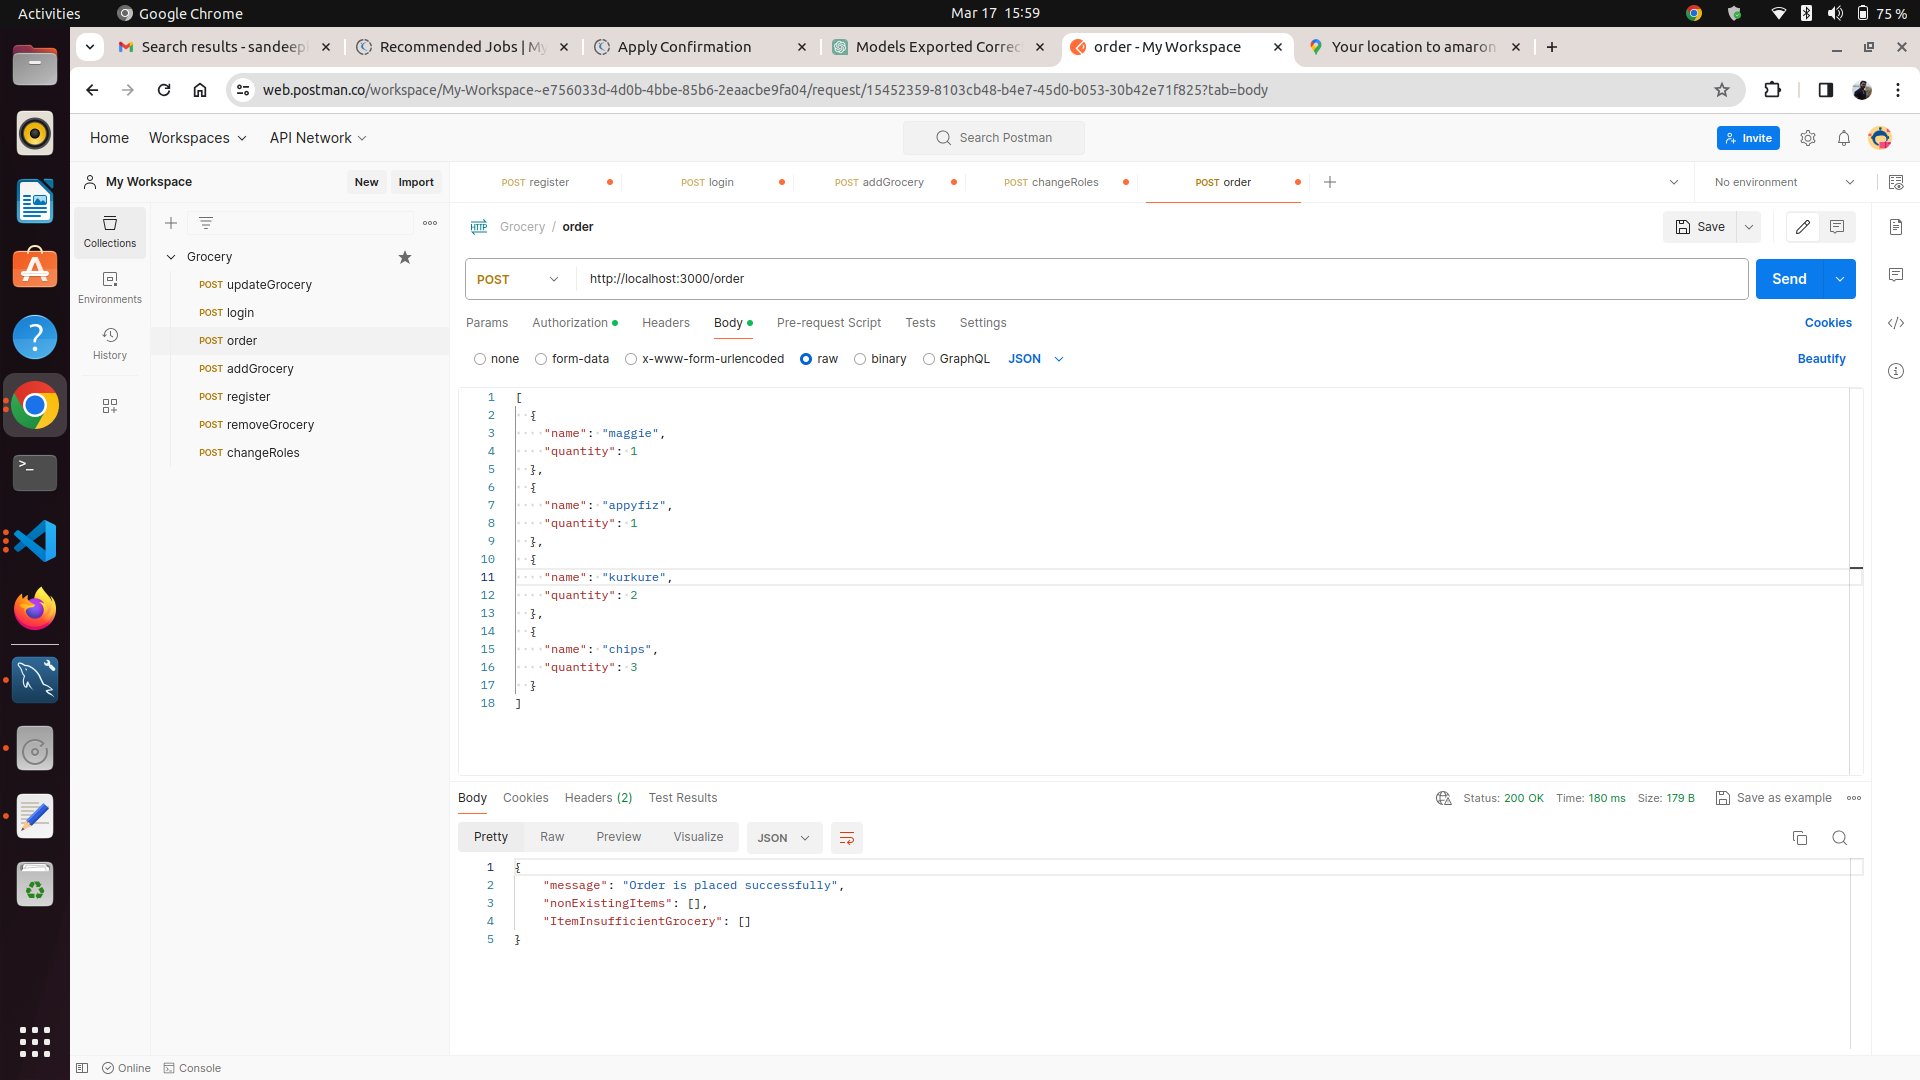 Activities
Google Chrome
Mar 17 15:59
75 %
Search results - sandeep
Recommended Jobs | My
Apply Confirmation
Models Exported Correc
order - My Workspace
Your location to amaron
web.postman.co/workspace/My-Workspace~e756033d-4d0b-4bbe-85b6-2eaacbe9fa04/request/15452359-8103cb48-b4e7-45d0-b053-30b42e71f825?tab=body
Home
Workspaces
API Network
Search Postman
Invite
My Workspace
New
Import
POST register
POST login
POST addGrocery
POST changeRoles
POST order
No environment
Collections
Environments
History
Grocery
POST updateGrocery
POST login
POST order
POST addGrocery
POST register
POST removeGrocery
POST changeRoles
HTTP
Grocery / order
Save
POST
http://localhost:3000/order
Send
Params
Authorization
Headers
Body
Pre-request Script
Tests
Settings
Cookies
none
form-data
x-www-form-urlencoded
raw
binary
GraphQL
JSON
Beautify
1 [
2 {
3 "name": "maggie",
4 "quantity": 1
5 },
6 {
7 "name": "appyfiz",
8 "quantity": 1
9 },
10 {
11 "name": "kurkure",
12 "quantity": 2
13 },
14 {
15 "name": "chips",
16 "quantity": 3
17 }
18 ]
Body
Cookies
Headers (2)
Test Results
Status: 200 OK
Time: 180 ms
Size: 179 B
Save as example
Pretty
Raw
Preview
Visualize
JSON
1 {
2 "message": "Order is placed successfully",
3 "nonExistingItems": [],
4 "ItemInsufficientGrocery": []
5 }
Online
Console